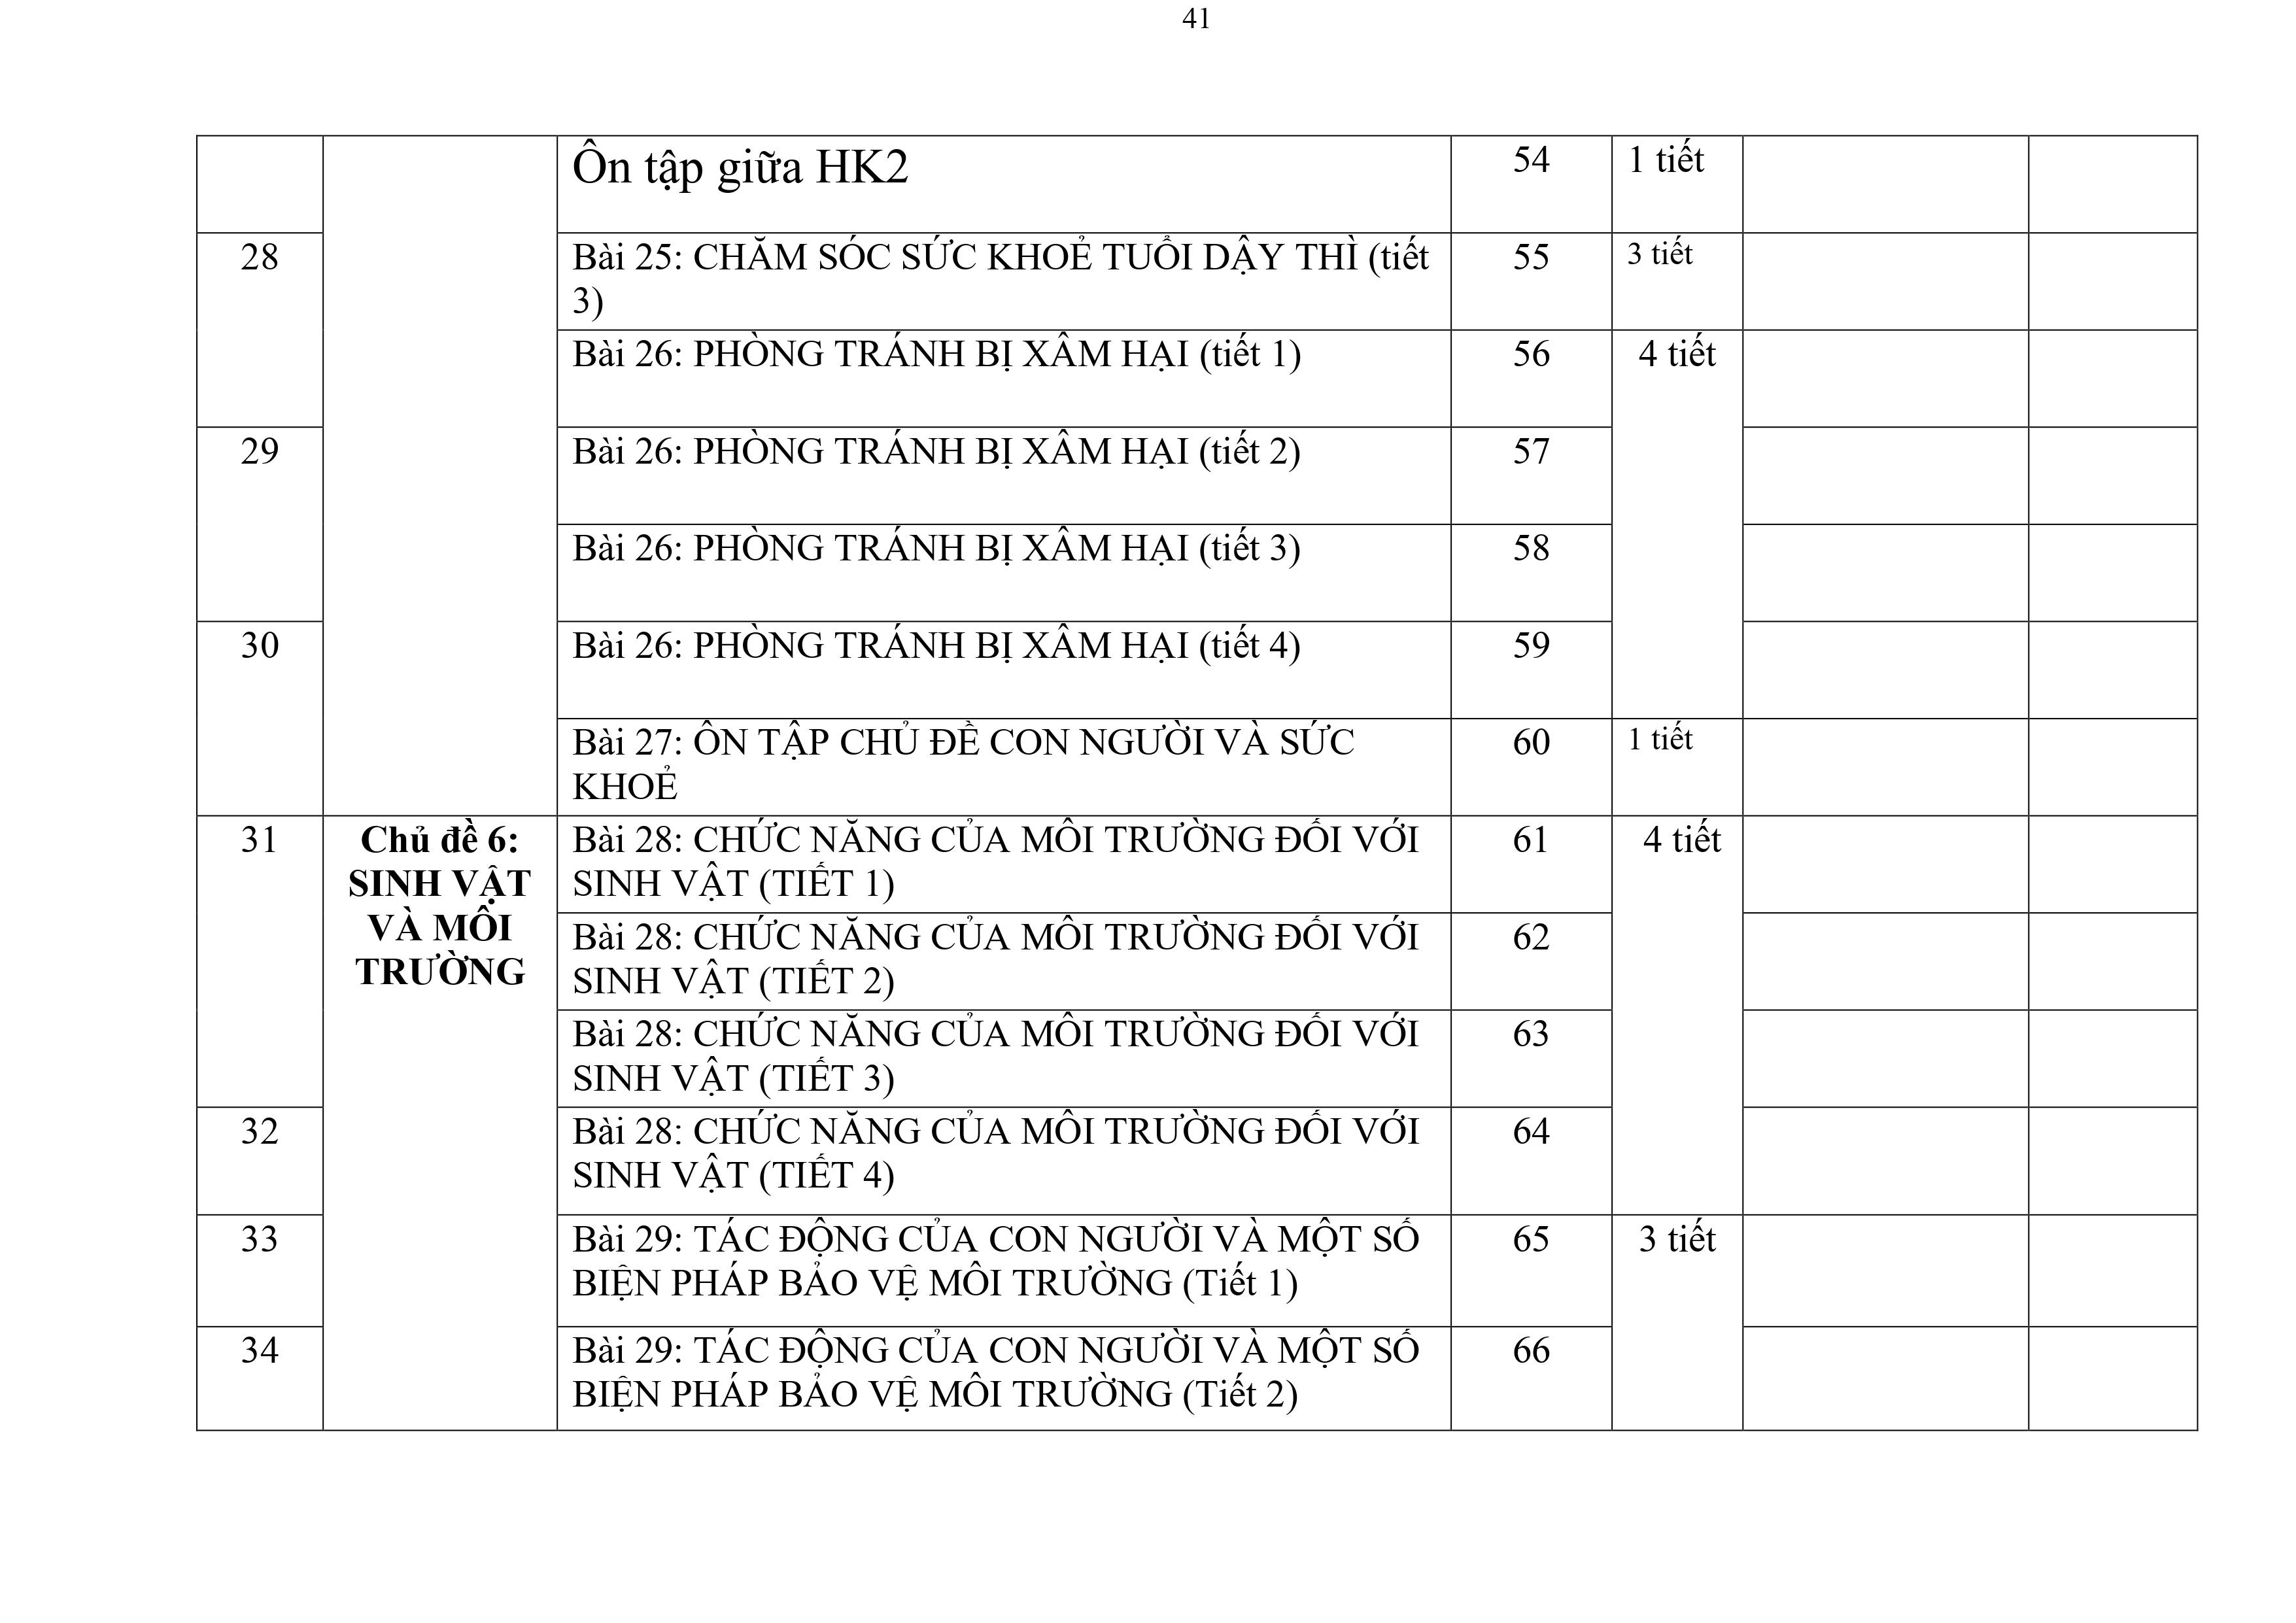 41
Ôn tập giữa HK2 54 1 tiết
28 Bài 25: CHĂM SÓC SỨC KHOẺ TUỔI DẬY THÌ (tiết 55 3 tiết
3)
Bài 26: PHÒNG TRÁNH BỊ XÂM HẠI (tiết 1) 56 4 tiết
29 Bài 26: PHÒNG TRÁNH BỊ XÂM HẠI (tiết 2) 57
Bài 26: PHÒNG TRÁNH BỊ XÂM HẠI (tiết 3) 58
30 Bài 26: PHÒNG TRÁNH BỊ XÂM HẠI (tiết 4) 59
Bài 27: ÔN TẬP CHỦ ĐỀ CON NGƯỜI VÀ SỨC 60 1 tiết
KHOẺ
31 Chủ đề 6: Bài 28: CHỨC NĂNG CỦA MÔI TRƯỜNG ĐỐI VỚI 61 4 tiết
SINH VẬT SINH VẬT (TIẾT 1)
VÀ MÔI Bài 28: CHỨC NĂNG CỦA MÔI TRƯỜNG ĐỐI VỚI 62
TRƯỜNG SINH VẬT (TIẾT 2)
Bài 28: CHỨC NĂNG CỦA MÔI TRƯỜNG ĐỐI VỚI 63
SINH VẬT (TIẾT 3)
32 Bài 28: CHỨC NĂNG CỦA MÔI TRƯỜNG ĐỐI VỚI 64
SINH VẬT (TIẾT 4)
33 Bài 29: TÁC ĐỘNG CỦA CON NGƯỜI VÀ MỘT SỐ 65 3 tiết
BIỆN PHÁP BẢO VỆ MÔI TRƯỜNG (Tiết 1)
34 Bài 29: TÁC ĐỘNG CỦA CON NGƯỜI VÀ MỘT SỐ 66
BIỆN PHÁP BẢO VỆ MÔI TRƯỜNG (Tiết 2)